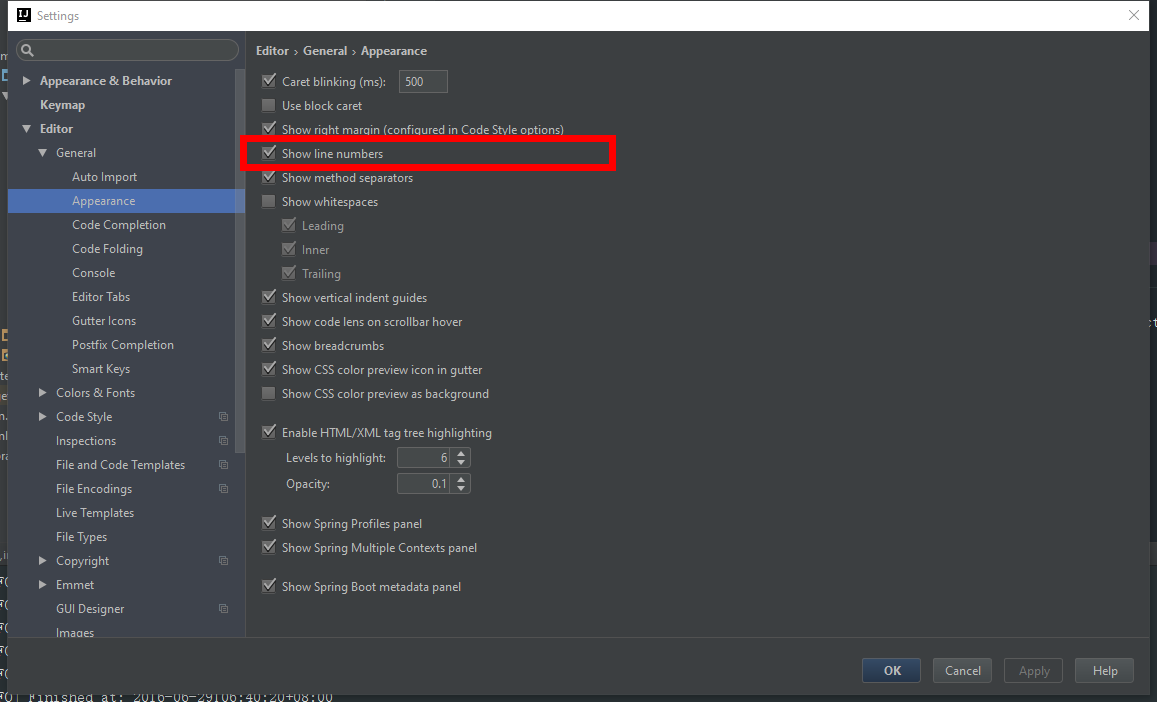 IJ Settings
Editor › General › Appearance
Appearance & Behavior
Keymap
Editor
General
Auto Import
Appearance
Code Completion
Code Folding
Console
Editor Tabs
Gutter Icons
Postfix Completion
Smart Keys
Colors & Fonts
Code Style
Inspections
File and Code Templates
File Encodings
Live Templates
File Types
Copyright
Emmet
GUI Designer
Images
Caret blinking (ms): 500
Use block caret
Show right margin (configured in Code Style options)
Show line numbers
Show method separators
Show whitespaces
Leading
Inner
Trailing
Show vertical indent guides
Show code lens on scrollbar hover
Show breadcrumbs
Show CSS color preview icon in gutter
Show CSS color preview as background
Enable HTML/XML tag tree highlighting
Levels to highlight: 6
Opacity: 0.1
Show Spring Profiles panel
Show Spring Multiple Contexts panel
Show Spring Boot metadata panel
OK Cancel Apply Help
Finished at: 2016-06-29T06:40:20+08:00